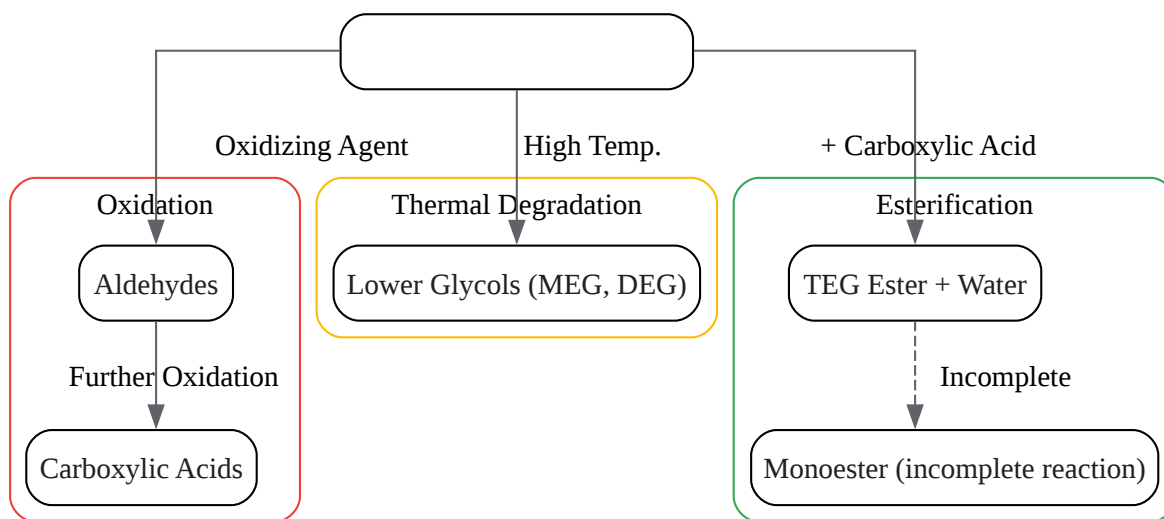 Oxidizing Agent
High Temp.
+ Carboxylic Acid
Oxidation
Thermal Degradation
Esterification
Aldehydes
Lower Glycols (MEG, DEG)
TEG Ester + Water
Further Oxidation
Incomplete
Carboxylic Acids
Monoester (incomplete reaction)